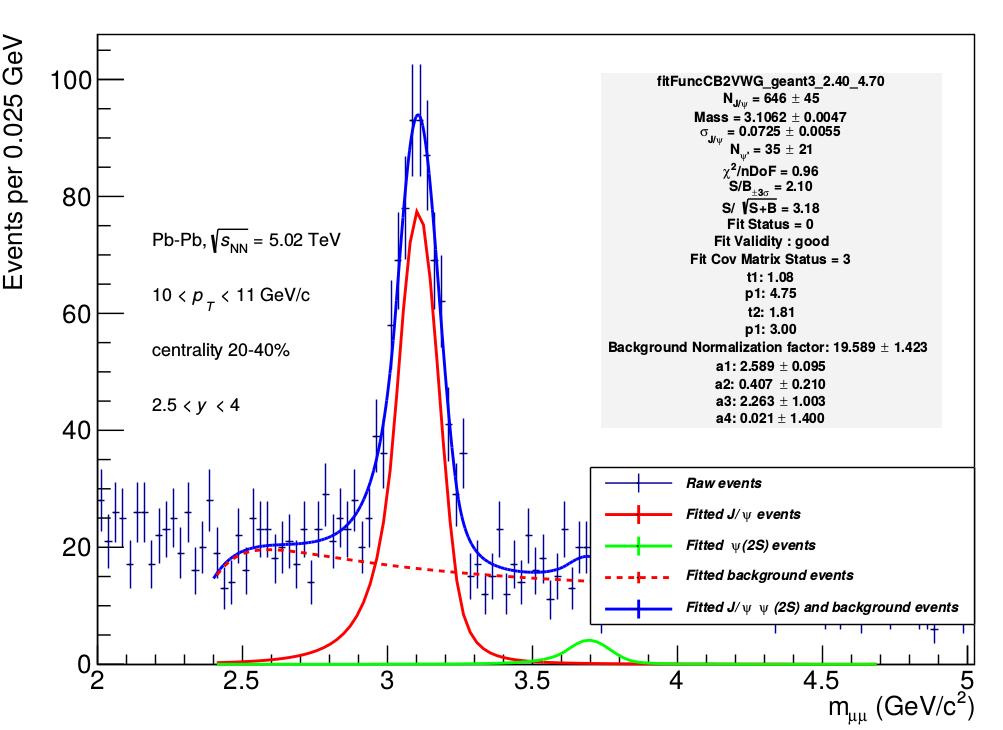 Events per 0.025 GeV
100
80
60
40
20
0
2
2.5
3
3.5
4
4.5
5
m_μμ (GeV/c²)
Pb-Pb, √s_NN = 5.02 TeV
10 < p_T < 11 GeV/c
centrality 20-40%
2.5 < y < 4
fitFuncCB2VWG_geant3_2.40_4.70
N_J/ψ = 646 ± 45
Mass = 3.1062 ± 0.0047
σ_J/ψ = 0.0725 ± 0.0055
N_ψ' = 35 ± 21
χ²/nDoF = 0.96
S/B_±3σ = 2.10
S/ √S+B = 3.18
Fit Status = 0
Fit Validity : good
Fit Cov Matrix Status = 3
t1: 1.08
p1: 4.75
t2: 1.81
p1: 3.00
Background Normalization factor: 19.589 ± 1.423
a1: 2.589 ± 0.095
a2: 0.407 ± 0.210
a3: 2.263 ± 1.003
a4: 0.021 ± 1.400
Raw events
Fitted J/ψ events
Fitted ψ(2S) events
Fitted background events
Fitted J/ψ ψ (2S) and background events